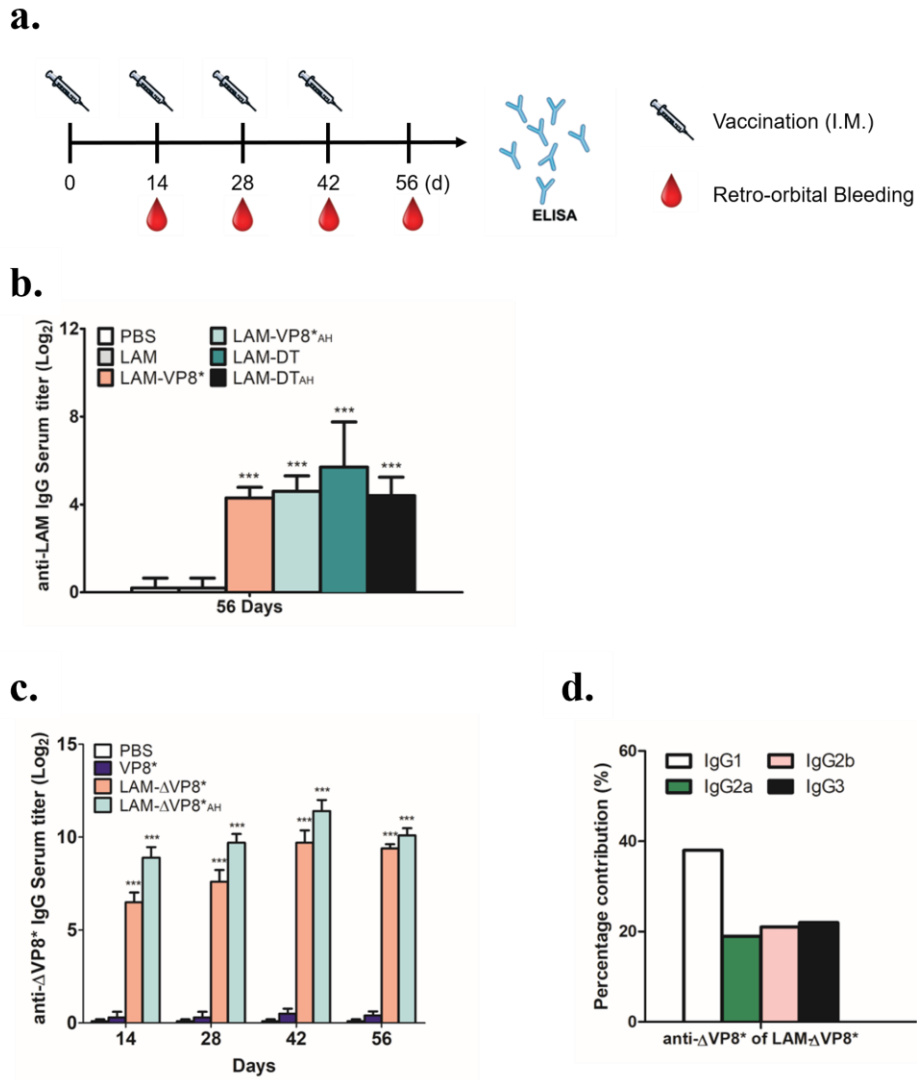 a.
Vaccination (I.M.)
0 14 28 42 56 (d)
ELISA
Retro-orbital Bleeding
b.
anti-LAM IgG Serum titer (Log₂)
12
8
4
0
PBS
LAM
LAM-VP8*
LAM-VP8*AH
LAM-DT
LAM-DTAH
*** *** *** ***
56 Days
c.
anti-ΔVP8* IgG Serum titer (Log₂)
15
10
5
0
PBS
VP8*
LAM-ΔVP8*
LAM-ΔVP8*AH
*** *** *** *** *** *** *** ***
14 28 42 56
Days
d.
Percentage contribution (%)
60
40
20
0
IgG1
IgG2a
IgG2b
IgG3
anti-ΔVP8* of LAM-ΔVP8*